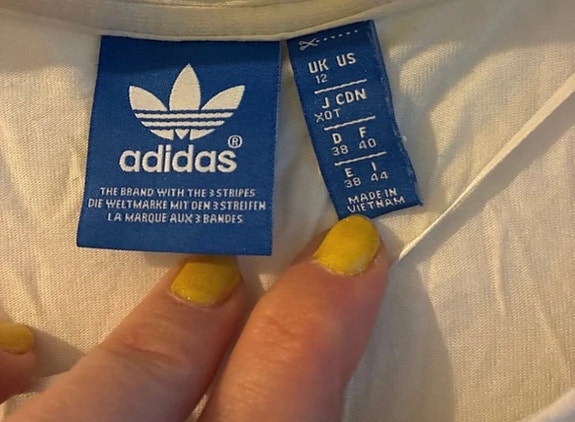 adidas®
THE BRAND WITH THE 3 STRIPES
DIE WELTMARKE MIT DEN 3 STREIFEN
LA MARQUE AUX 3 BANDES
UK US
12
J CDN
XOT
D F
38 40
E I
38 44
MADE IN
VIETNAM